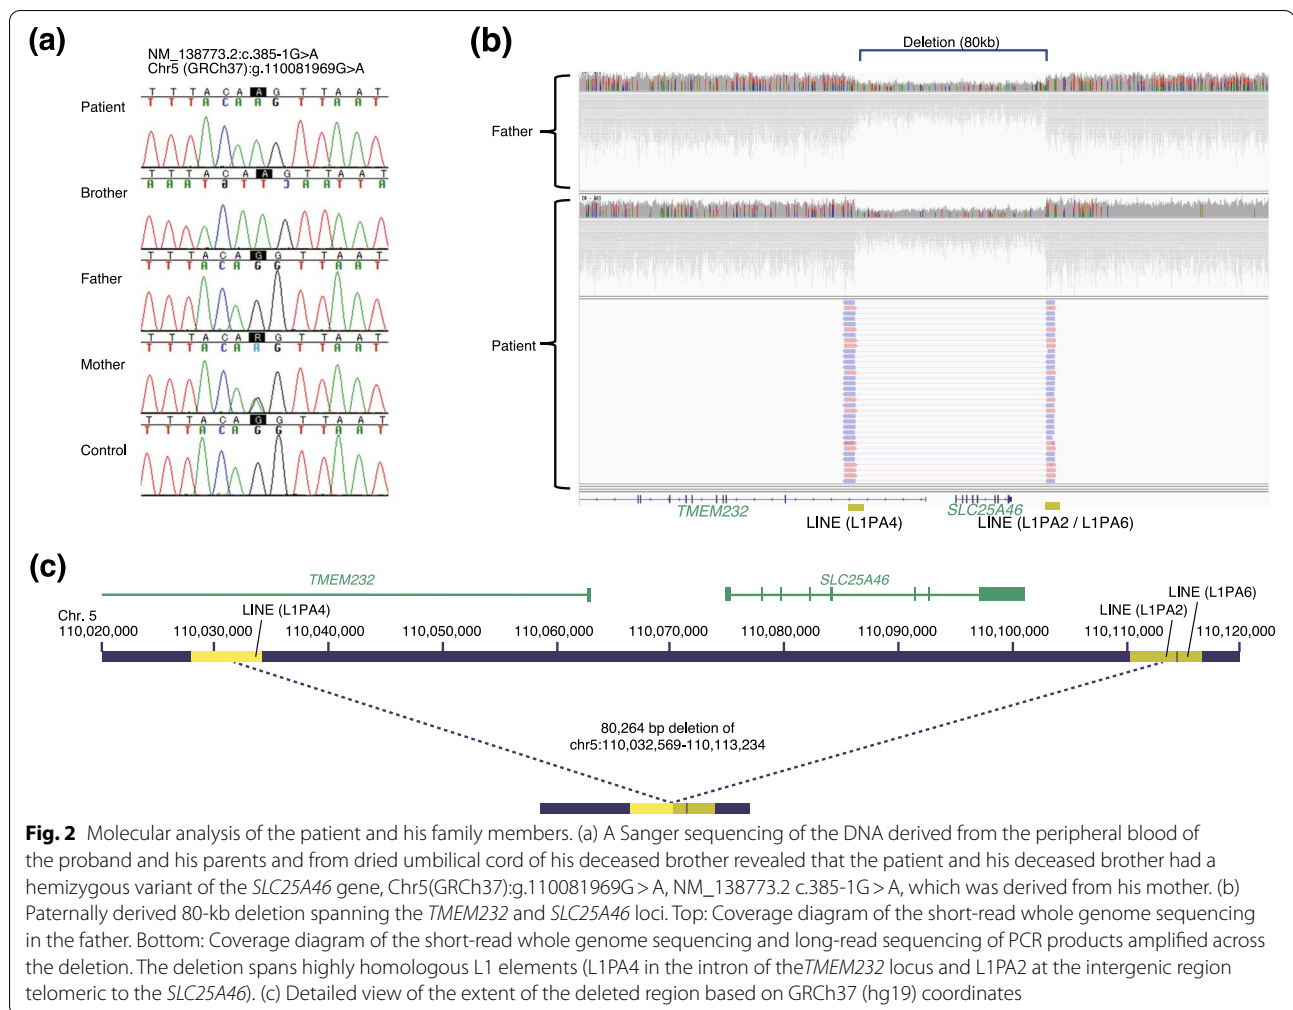 (a)
NM_138773.2:c.385-1G>A
Chr5 (GRCh37):g.110081969G>A
Patient
T T T A C A A G T T A A T
T T T A C A A G T T A A T
Brother
T T T A C A A G T T A A T
A A A T G T T C A A T T A
Father
T T T A C A G G T T A A T
T T T A C A G G T T A A T
Mother
T T T A C A R G T T A A T
T T T A C A R G T T A A T
Control
T T T A C A G G T T A A T
T T T A C A G G T T A A T
(b)
Deletion (80kb)
Father
Patient
TMEM232
SLC25A46
LINE (L1PA4)
LINE (L1PA2 / L1PA6)
(c)
TMEM232
SLC25A46
LINE (L1PA6)
LINE (L1PA4)
LINE (L1PA2)
Chr. 5
110,020,000 110,030,000 110,040,000 110,050,000 110,060,000 110,070,000 110,080,000 110,090,000 110,100,000 110,110,000 110,120,000
80,264 bp deletion of
chr5:110,032,569-110,113,234
Fig. 2 Molecular analysis of the patient and his family members. (a) A Sanger sequencing of the DNA derived from the peripheral blood of
the proband and his parents and from dried umbilical cord of his deceased brother revealed that the patient and his deceased brother had a
hemizygous variant of the SLC25A46 gene, Chr5(GRCh37):g.110081969G > A, NM_138773.2 c.385-1G > A, which was derived from his mother. (b)
Paternally derived 80-kb deletion spanning the TMEM232 and SLC25A46 loci. Top: Coverage diagram of the short-read whole genome sequencing
in the father. Bottom: Coverage diagram of the short-read whole genome sequencing and long-read sequencing of PCR products amplified across
the deletion. The deletion spans highly homologous L1 elements (L1PA4 in the intron of theTMEM232 locus and L1PA2 at the intergenic region
telomeric to the SLC25A46). (c) Detailed view of the extent of the deleted region based on GRCh37 (hg19) coordinates